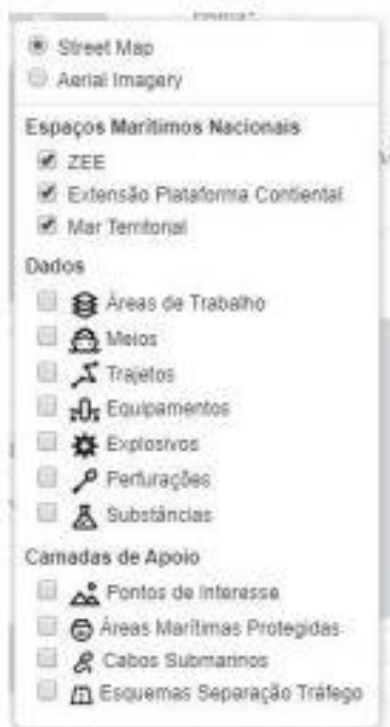 Street Map
Aerial Imagery
Espaços Marítimos Nacionais
ZEE
Extensão Plataforma Contiental
Mar Territorial
Dados
Áreas de Trabalho
Meios
Trajetos
Equipamentos
Explosivos
Perfurações
Substâncias
Camadas de Apoio
Pontos de Interesse
Áreas Marítimas Protegidas
Cabos Submarinos
Esquemas Separação Tráfego